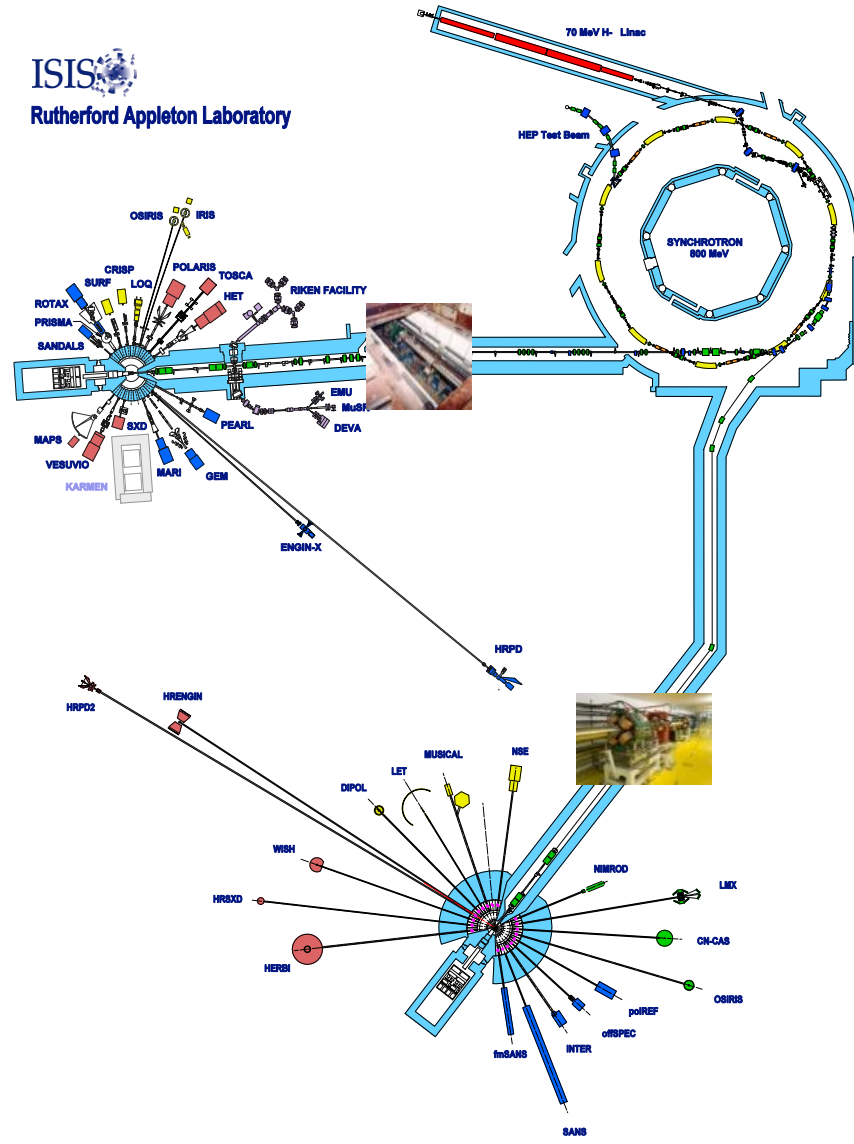 70 MeV H- Linac
ISIS
Rutherford Appleton Laboratory
HEP Test Beam
OSIRIS
IRIS
SYNCHROTRON
800 MeV
CRISP
POLARIS
TOSCA
SURF
LOQ
HET
RIKEN FACILITY
ROTAX
PRISMA
SANDALS
EMU
MuSR
PEARL
DEVA
SXD
MAPS
VESUVIO
MARI
GEM
KARMEN
ENGIN-X
HRPD
HRPD2
HRENGIN
MUSICAL
NSE
LET
DIPOL
WISH
NIMROD
LMX
HRSXD
CN-CAS
HERBI
OSIRIS
polREF
offSPEC
INTER
fmSANS
SANS